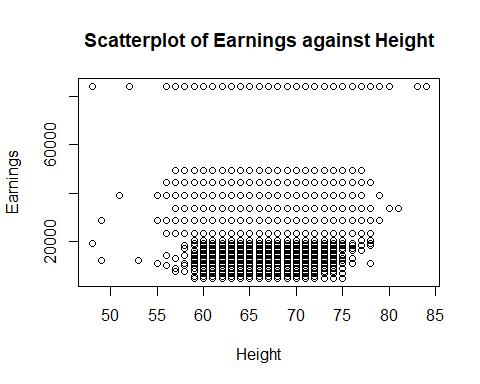 Scatterplot of Earnings against Height
Earnings
60000
20000
50 55 60 65 70 75 80 85
Height